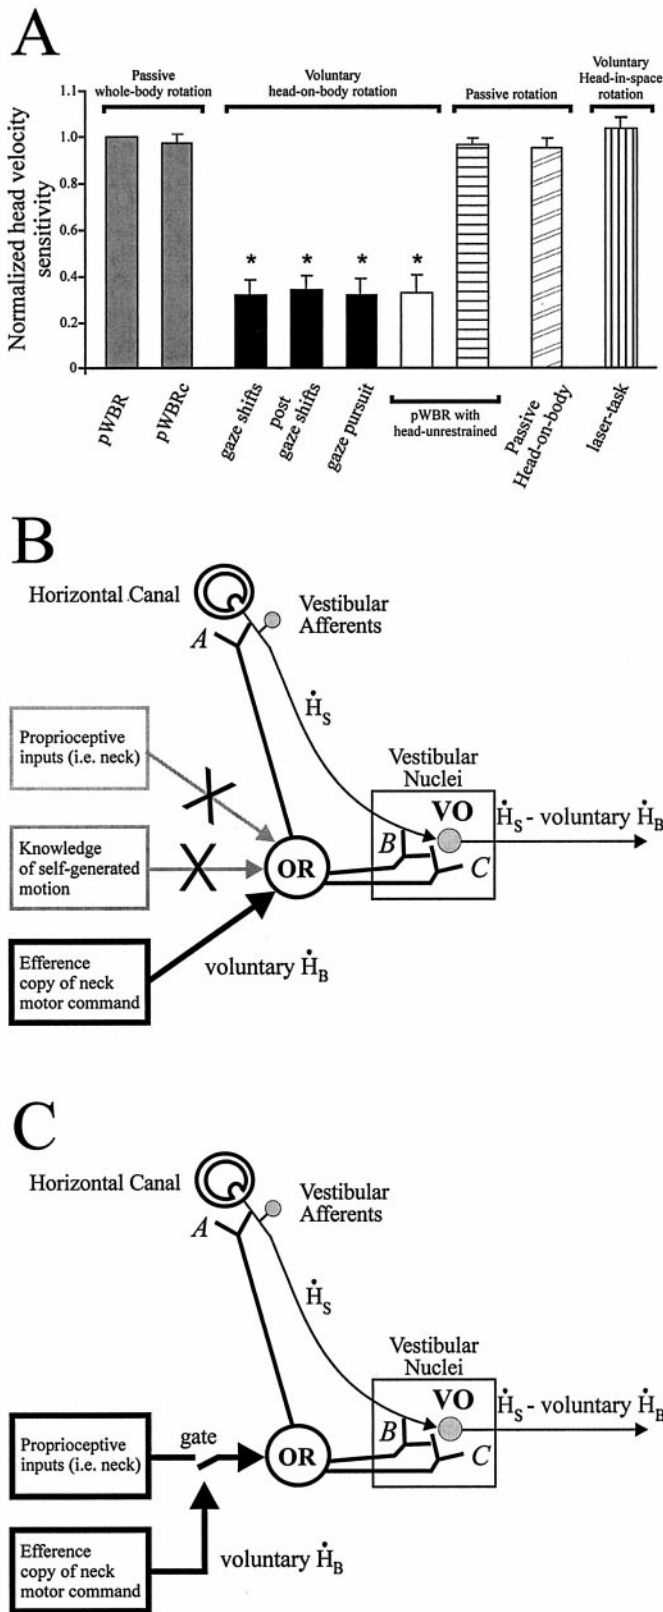 A
Passive
whole-body rotation
Voluntary
head-on-body rotation
Passive rotation
Voluntary
Head-in-space
rotation
Normalized head velocity
sensitivity
1.1
1.0
0.8
0.6
0.4
0.2
0
*
*
*
*
pWBR
pWBRc
gaze shifts
post
gaze shifts
gaze pursuit
pWBR with
head-unrestrained
Passive
Head-on-body
laser-task
B
Horizontal Canal
Vestibular
Afferents
A
Ḣ_S
Proprioceptive
inputs (i.e. neck)
Knowledge
of self-generated
motion
Efference
copy of neck
motor command
OR
voluntary Ḣ_B
Vestibular
Nuclei
VO
B
C
Ḣ_S - voluntary Ḣ_B
C
Horizontal Canal
Vestibular
Afferents
A
Ḣ_S
Vestibular
Nuclei
VO
B
C
Ḣ_S - voluntary Ḣ_B
Proprioceptive
inputs (i.e. neck)
gate
OR
Efference
copy of neck
motor command
voluntary Ḣ_B